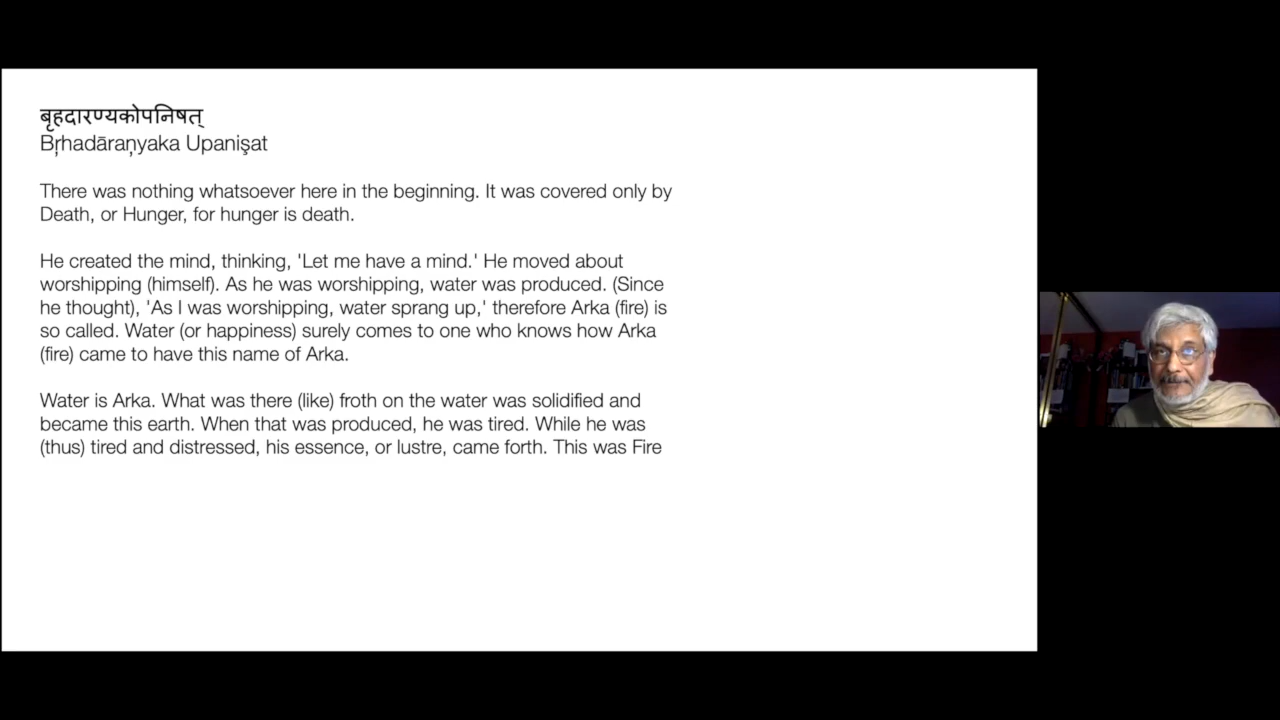 बृहदारण्यकोपनिषत्
Bṛhadāraṇyaka Upaniṣat
There was nothing whatsoever here in the beginning. It was covered only by
Death, or Hunger, for hunger is death.
He created the mind, thinking, 'Let me have a mind.' He moved about
worshipping (himself). As he was worshipping, water was produced. (Since
he thought), 'As I was worshipping, water sprang up,' therefore Arka (fire) is
so called. Water (or happiness) surely comes to one who knows how Arka
(fire) came to have this name of Arka.
Water is Arka. What was there (like) froth on the water was solidified and
became this earth. When that was produced, he was tired. While he was
(thus) tired and distressed, his essence, or lustre, came forth. This was Fire